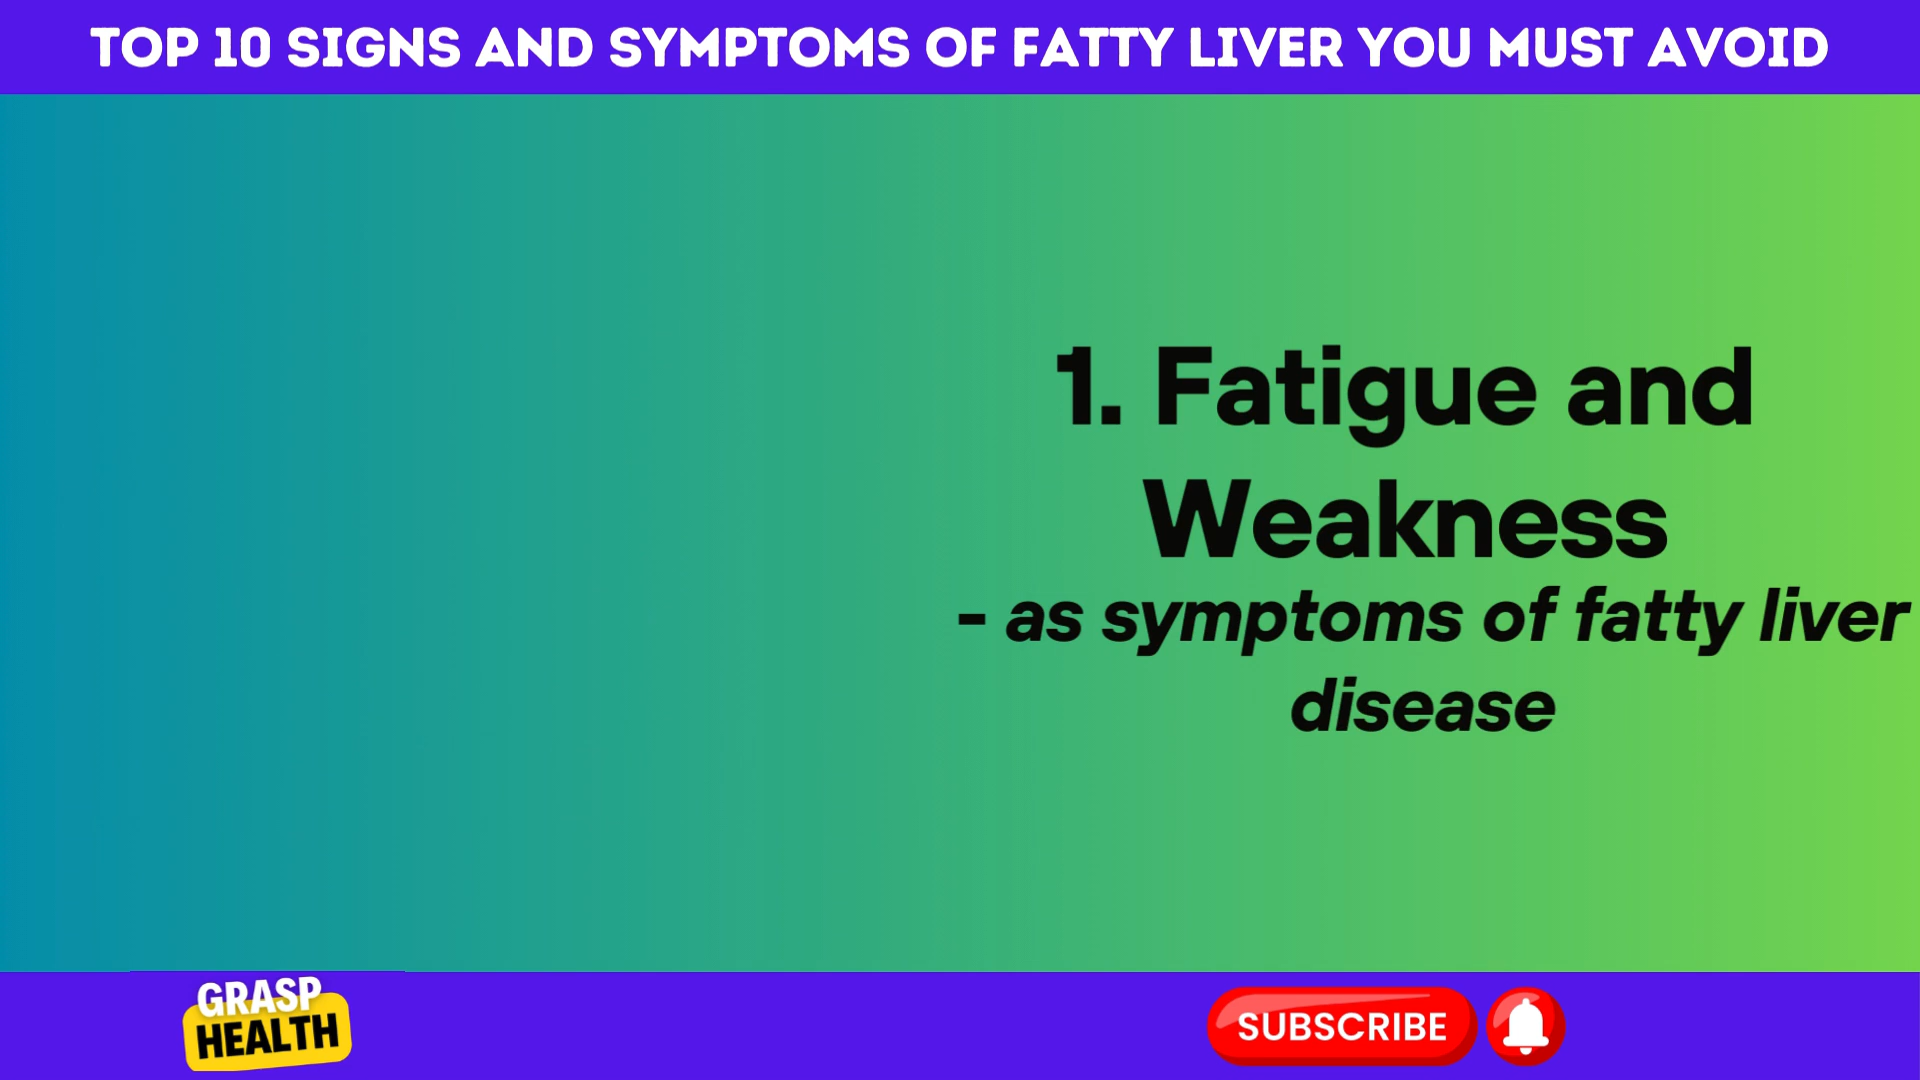 TOP 10 SIGNS AND SYMPTOMS OF FATTY LIVER YOU MUST AVOID
1. Fatigue and
Weakness
- as symptoms of fatty liver
disease
GRASP
HEALTH
SUBSCRIBE